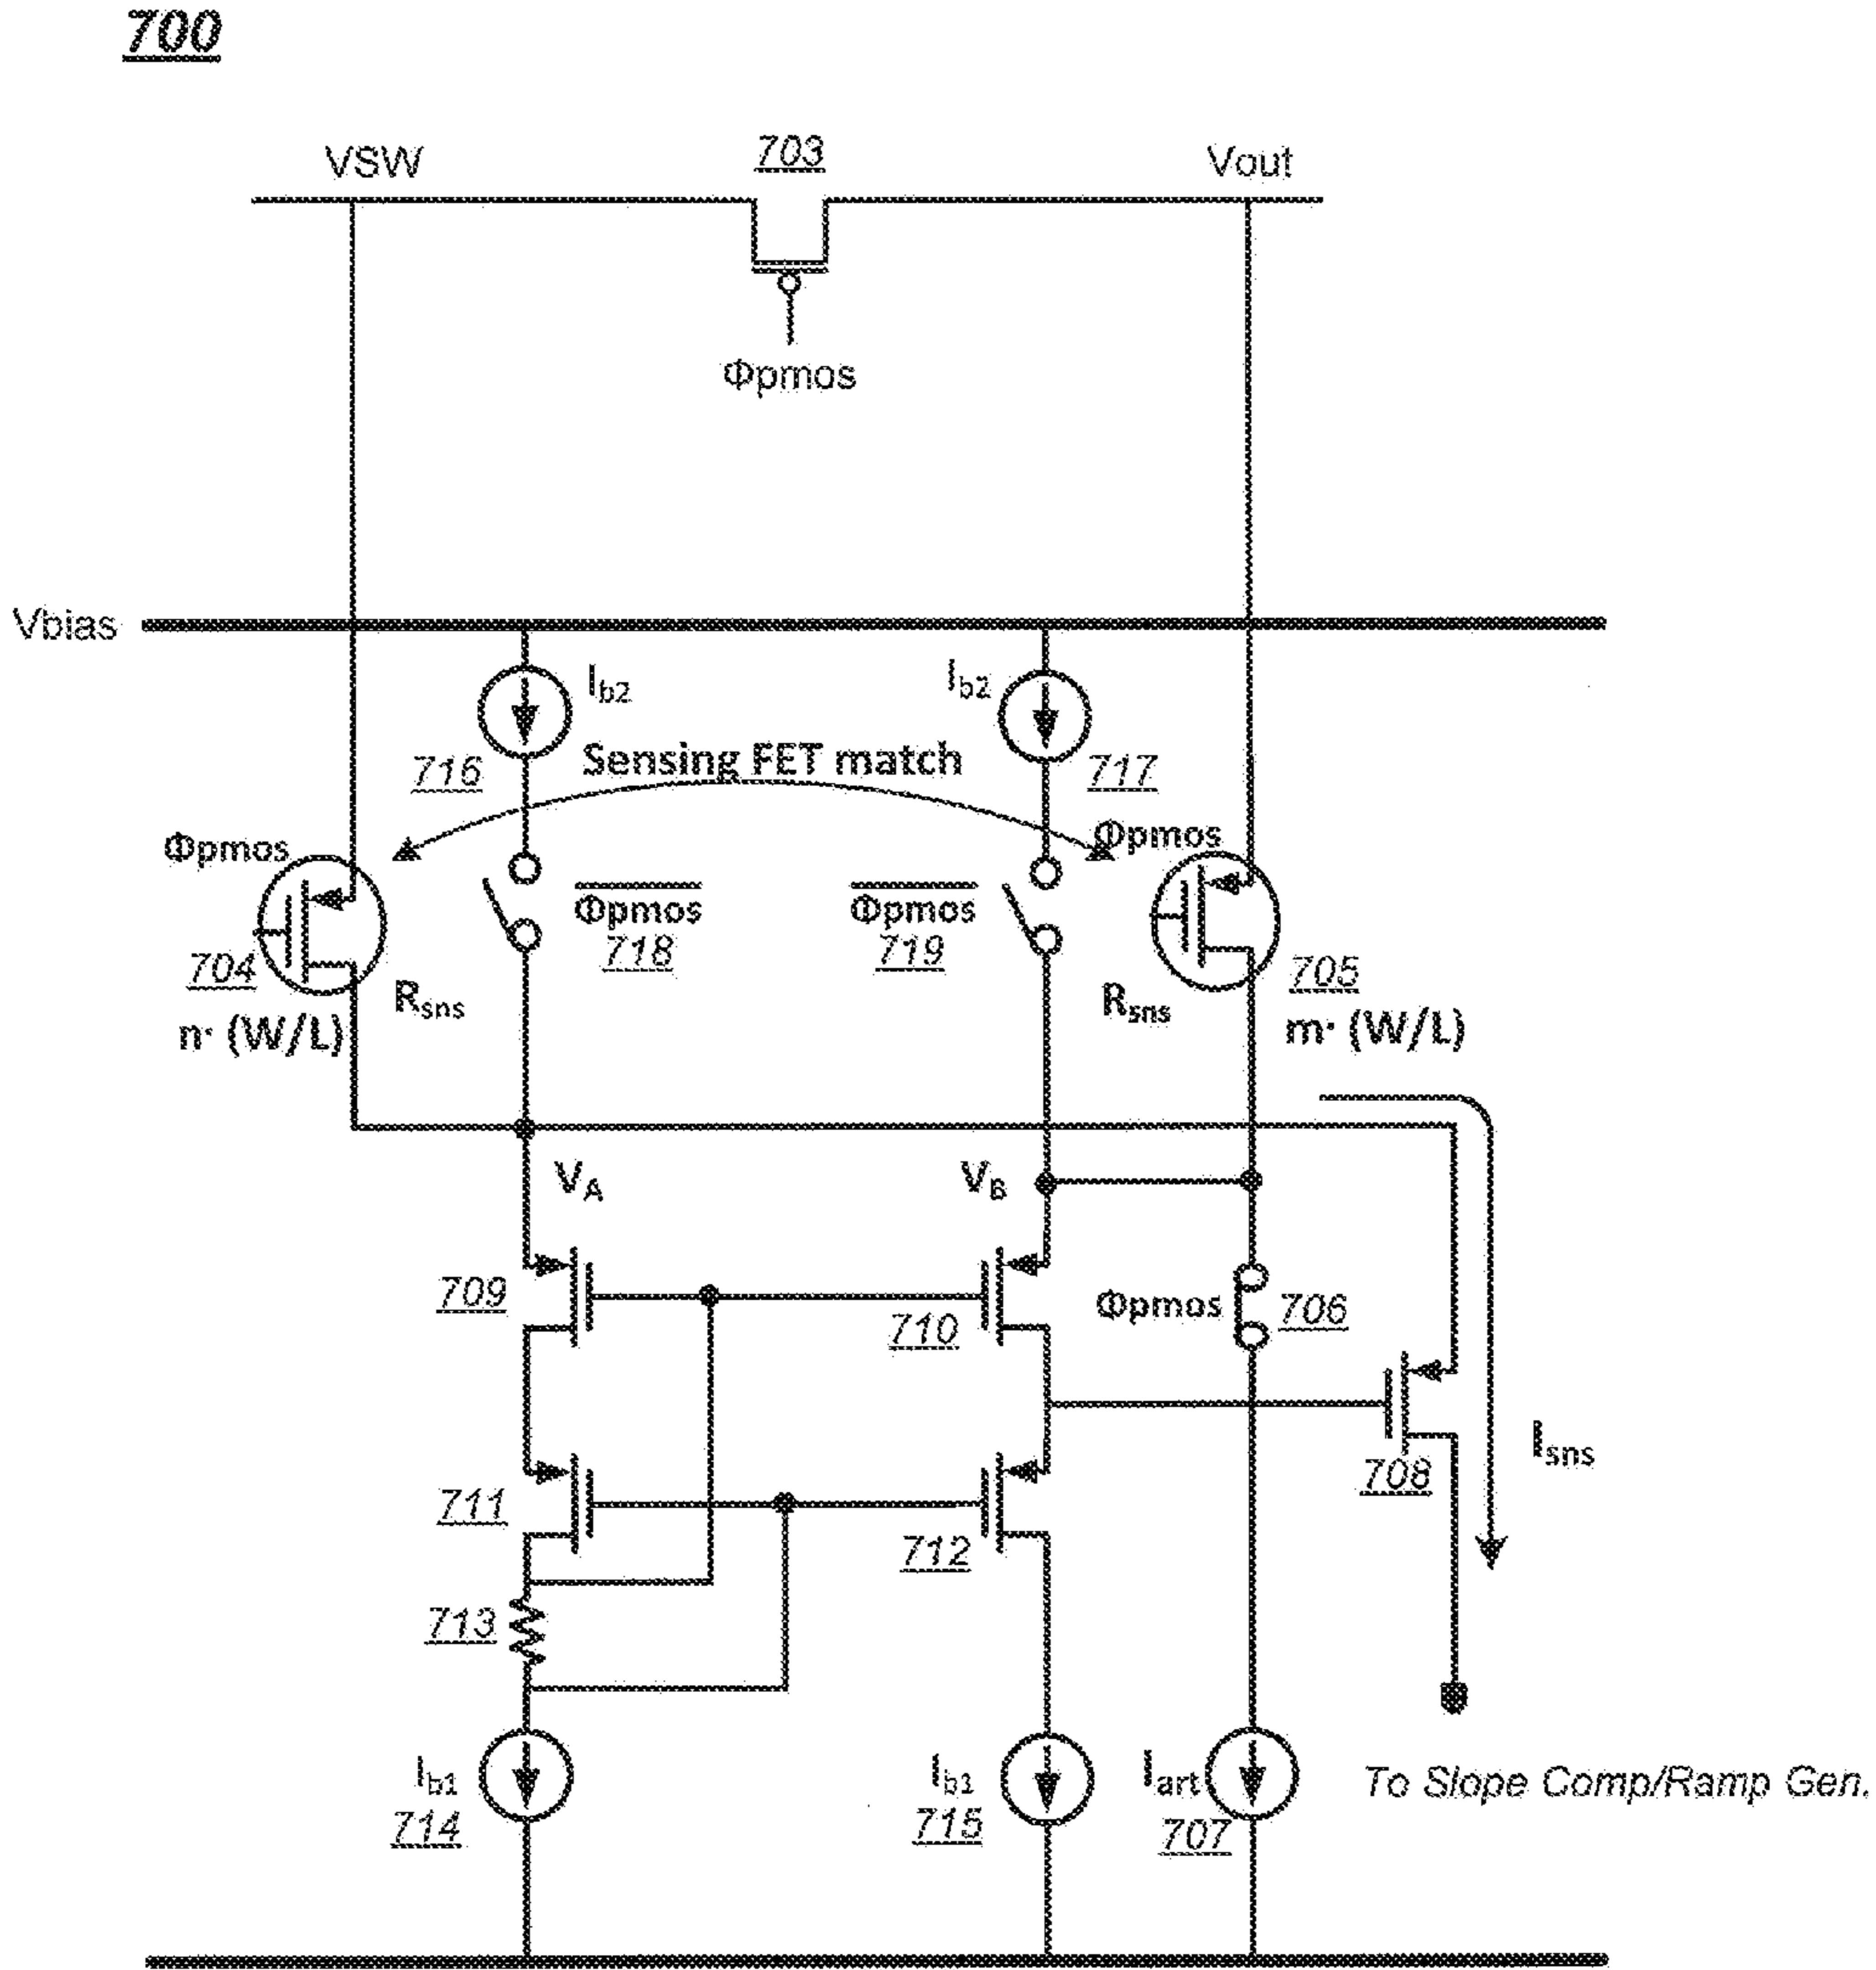 700
VSW
703
Vout
Φpmos
Vbias
Ib2
Ib2
716
Sensing FET match
717
Φpmos
Φpmos
Φpmos
718
Φpmos
719
704
Rsns
n· (W/L)
Rsns
705
m· (W/L)
VA
VB
709
710
Φpmos
706
711
712
708
Isns
713
Ib1
714
Ib1
715
Iart
707
To Slope Comp/Ramp Gen.